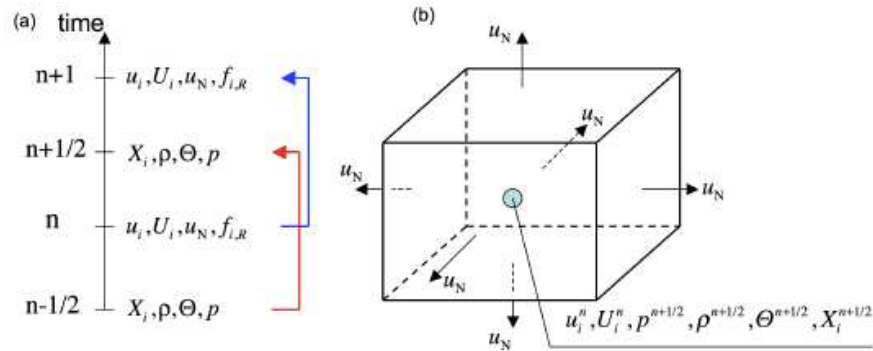 (a) time
n+1 u_i, U_i, u_N, f_{i,R}
n+1/2 X_i, ρ, Θ, p
n u_i, U_i, u_N, f_{i,R}
n-1/2 X_i, ρ, Θ, p
(b)
u_N
u_N
u_N
u_N
u_N
u_N
u_i^n, U_i^n, p^{n+1/2}, ρ^{n+1/2}, Θ^{n+1/2}, X_i^{n+1/2}